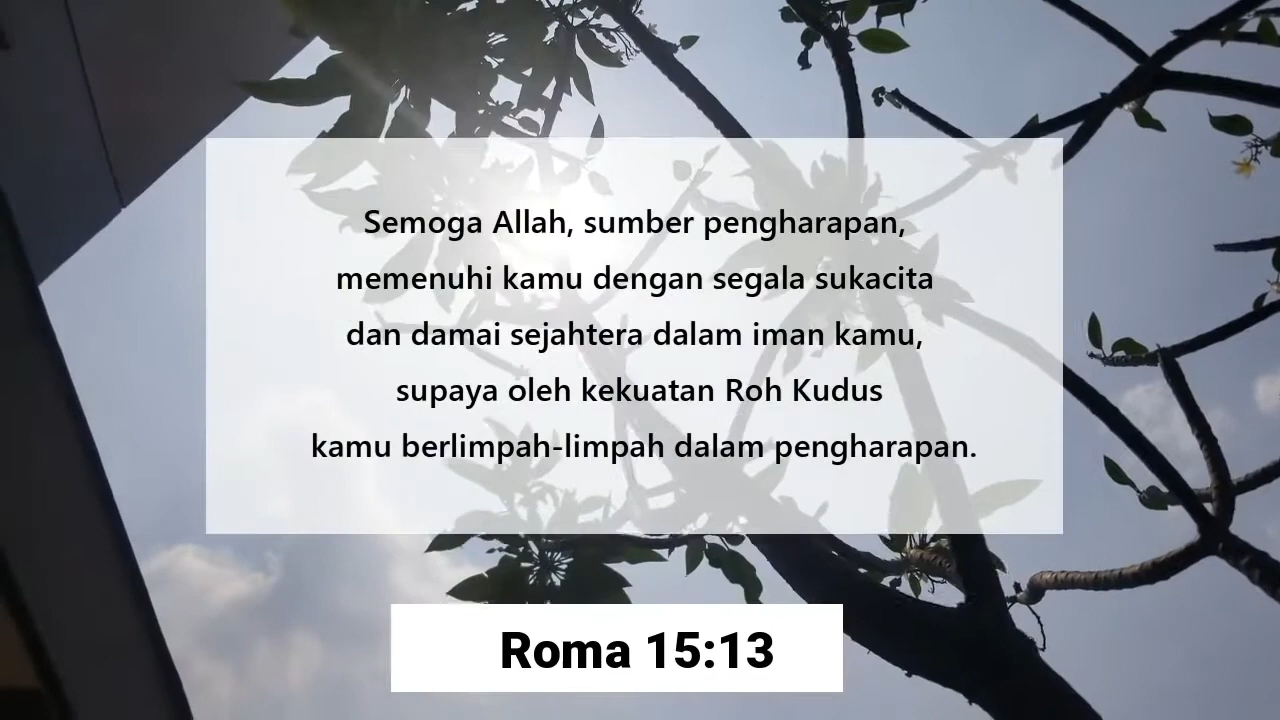 Semoga Allah, sumber pengharapan,
memenuhi kamu dengan segala sukacita
dan damai sejahtera dalam iman kamu,
supaya oleh kekuatan Roh Kudus
kamu berlimpah-limpah dalam pengharapan.
Roma 15:13